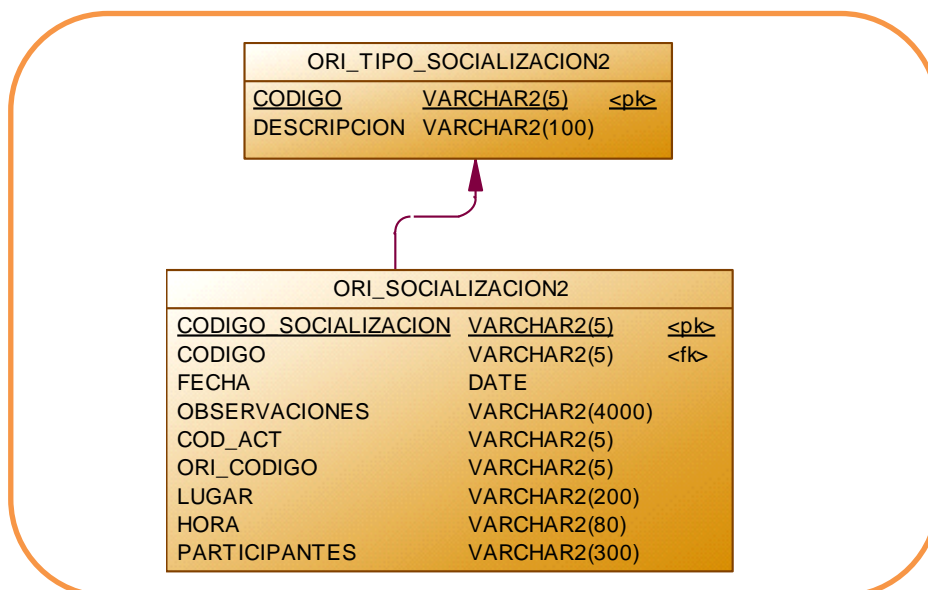 ORI_TIPO_SOCIALIZACION2
CODIGO VARCHAR2(5) <pk>
DESCRIPCION VARCHAR2(100)
ORI_SOCIALIZACION2
CODIGO_SOCIALIZACION VARCHAR2(5) <pk>
CODIGO VARCHAR2(5) <fk>
FECHA DATE
OBSERVACIONES VARCHAR2(4000)
COD_ACT VARCHAR2(5)
ORI_CODIGO VARCHAR2(5)
LUGAR VARCHAR2(200)
HORA VARCHAR2(80)
PARTICIPANTES VARCHAR2(300)